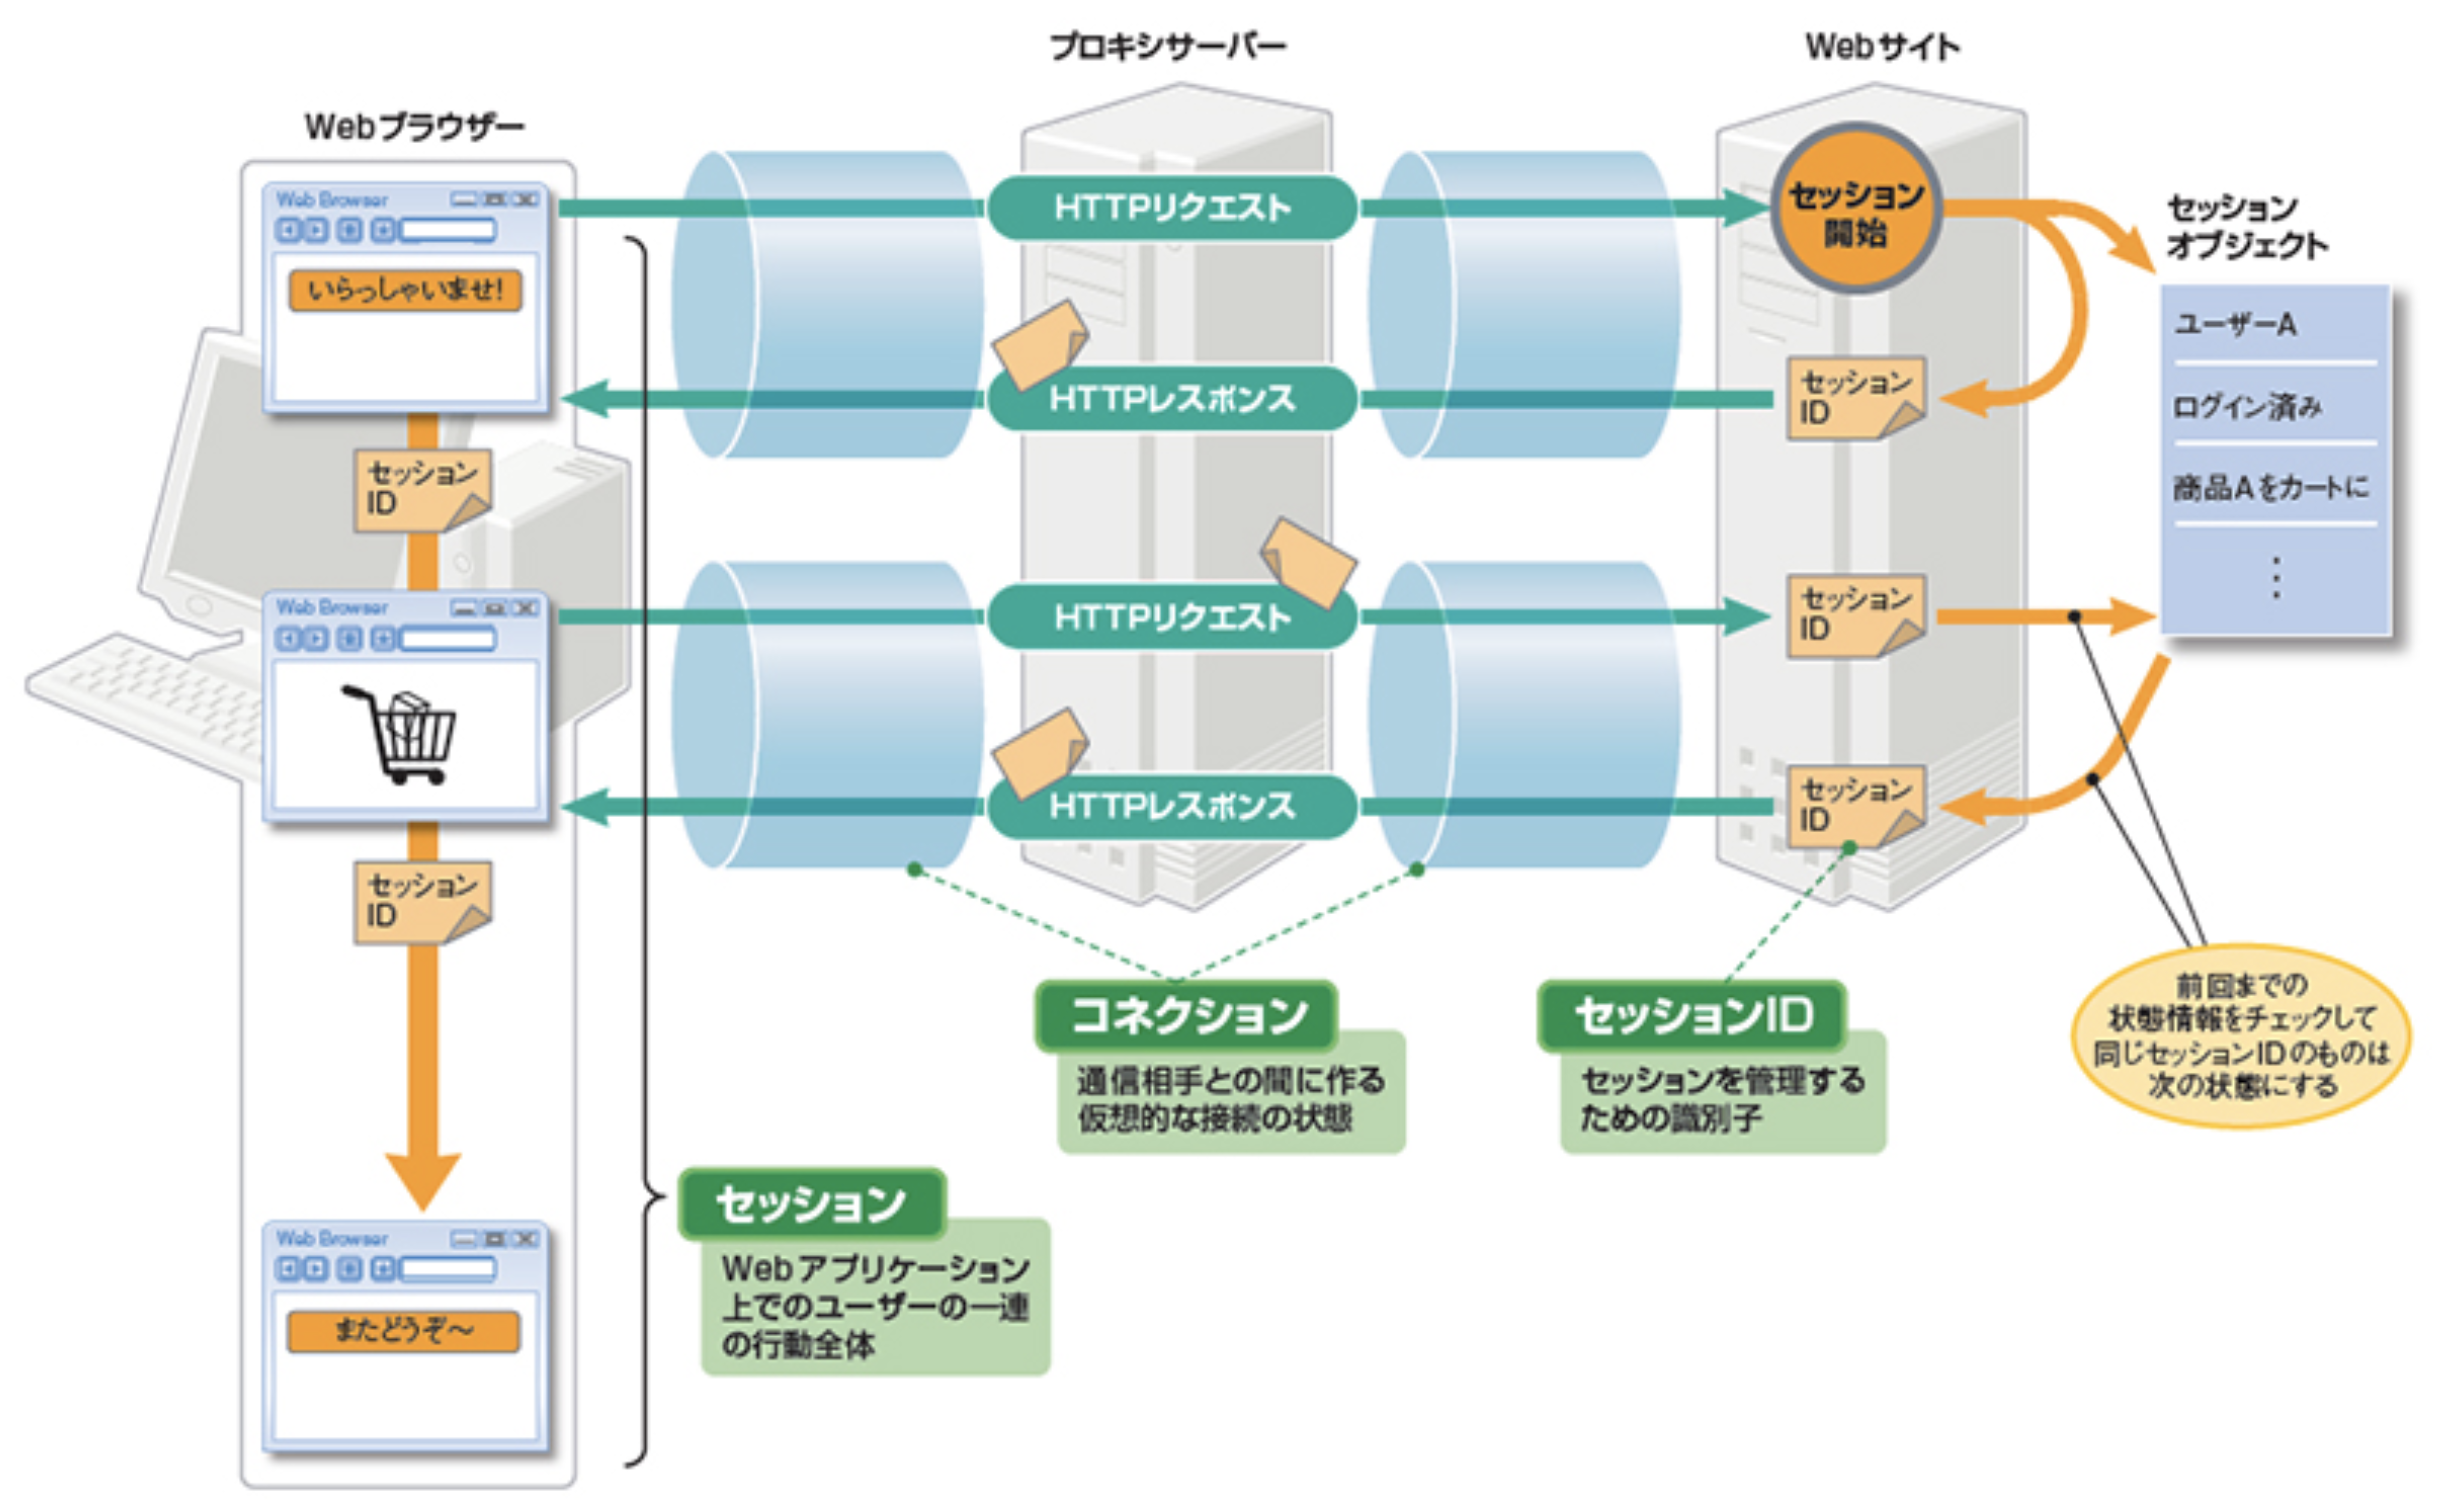 プロキシサーバー
Webサイト
Webブラウザー
Web Browser
いらっしゃいませ!
HTTPリクエスト
セッション
開始
セッション
オブジェクト
ユーザーA
ログイン済み
商品Aをカートに
⋮
HTTPレスポンス
セッション
ID
セッション
ID
Web Browser
HTTPリクエスト
セッション
ID
HTTPレスポンス
セッション
ID
セッション
ID
コネクション
通信相手との間に作る
仮想的な接続の状態
セッションID
セッションを管理する
ための識別子
前回までの
状態情報をチェックして
同じセッションIDのものは
次の状態にする
セッション
Webアプリケーション
上でのユーザーの一連
の行動全体
Web Browser
またどうぞ〜